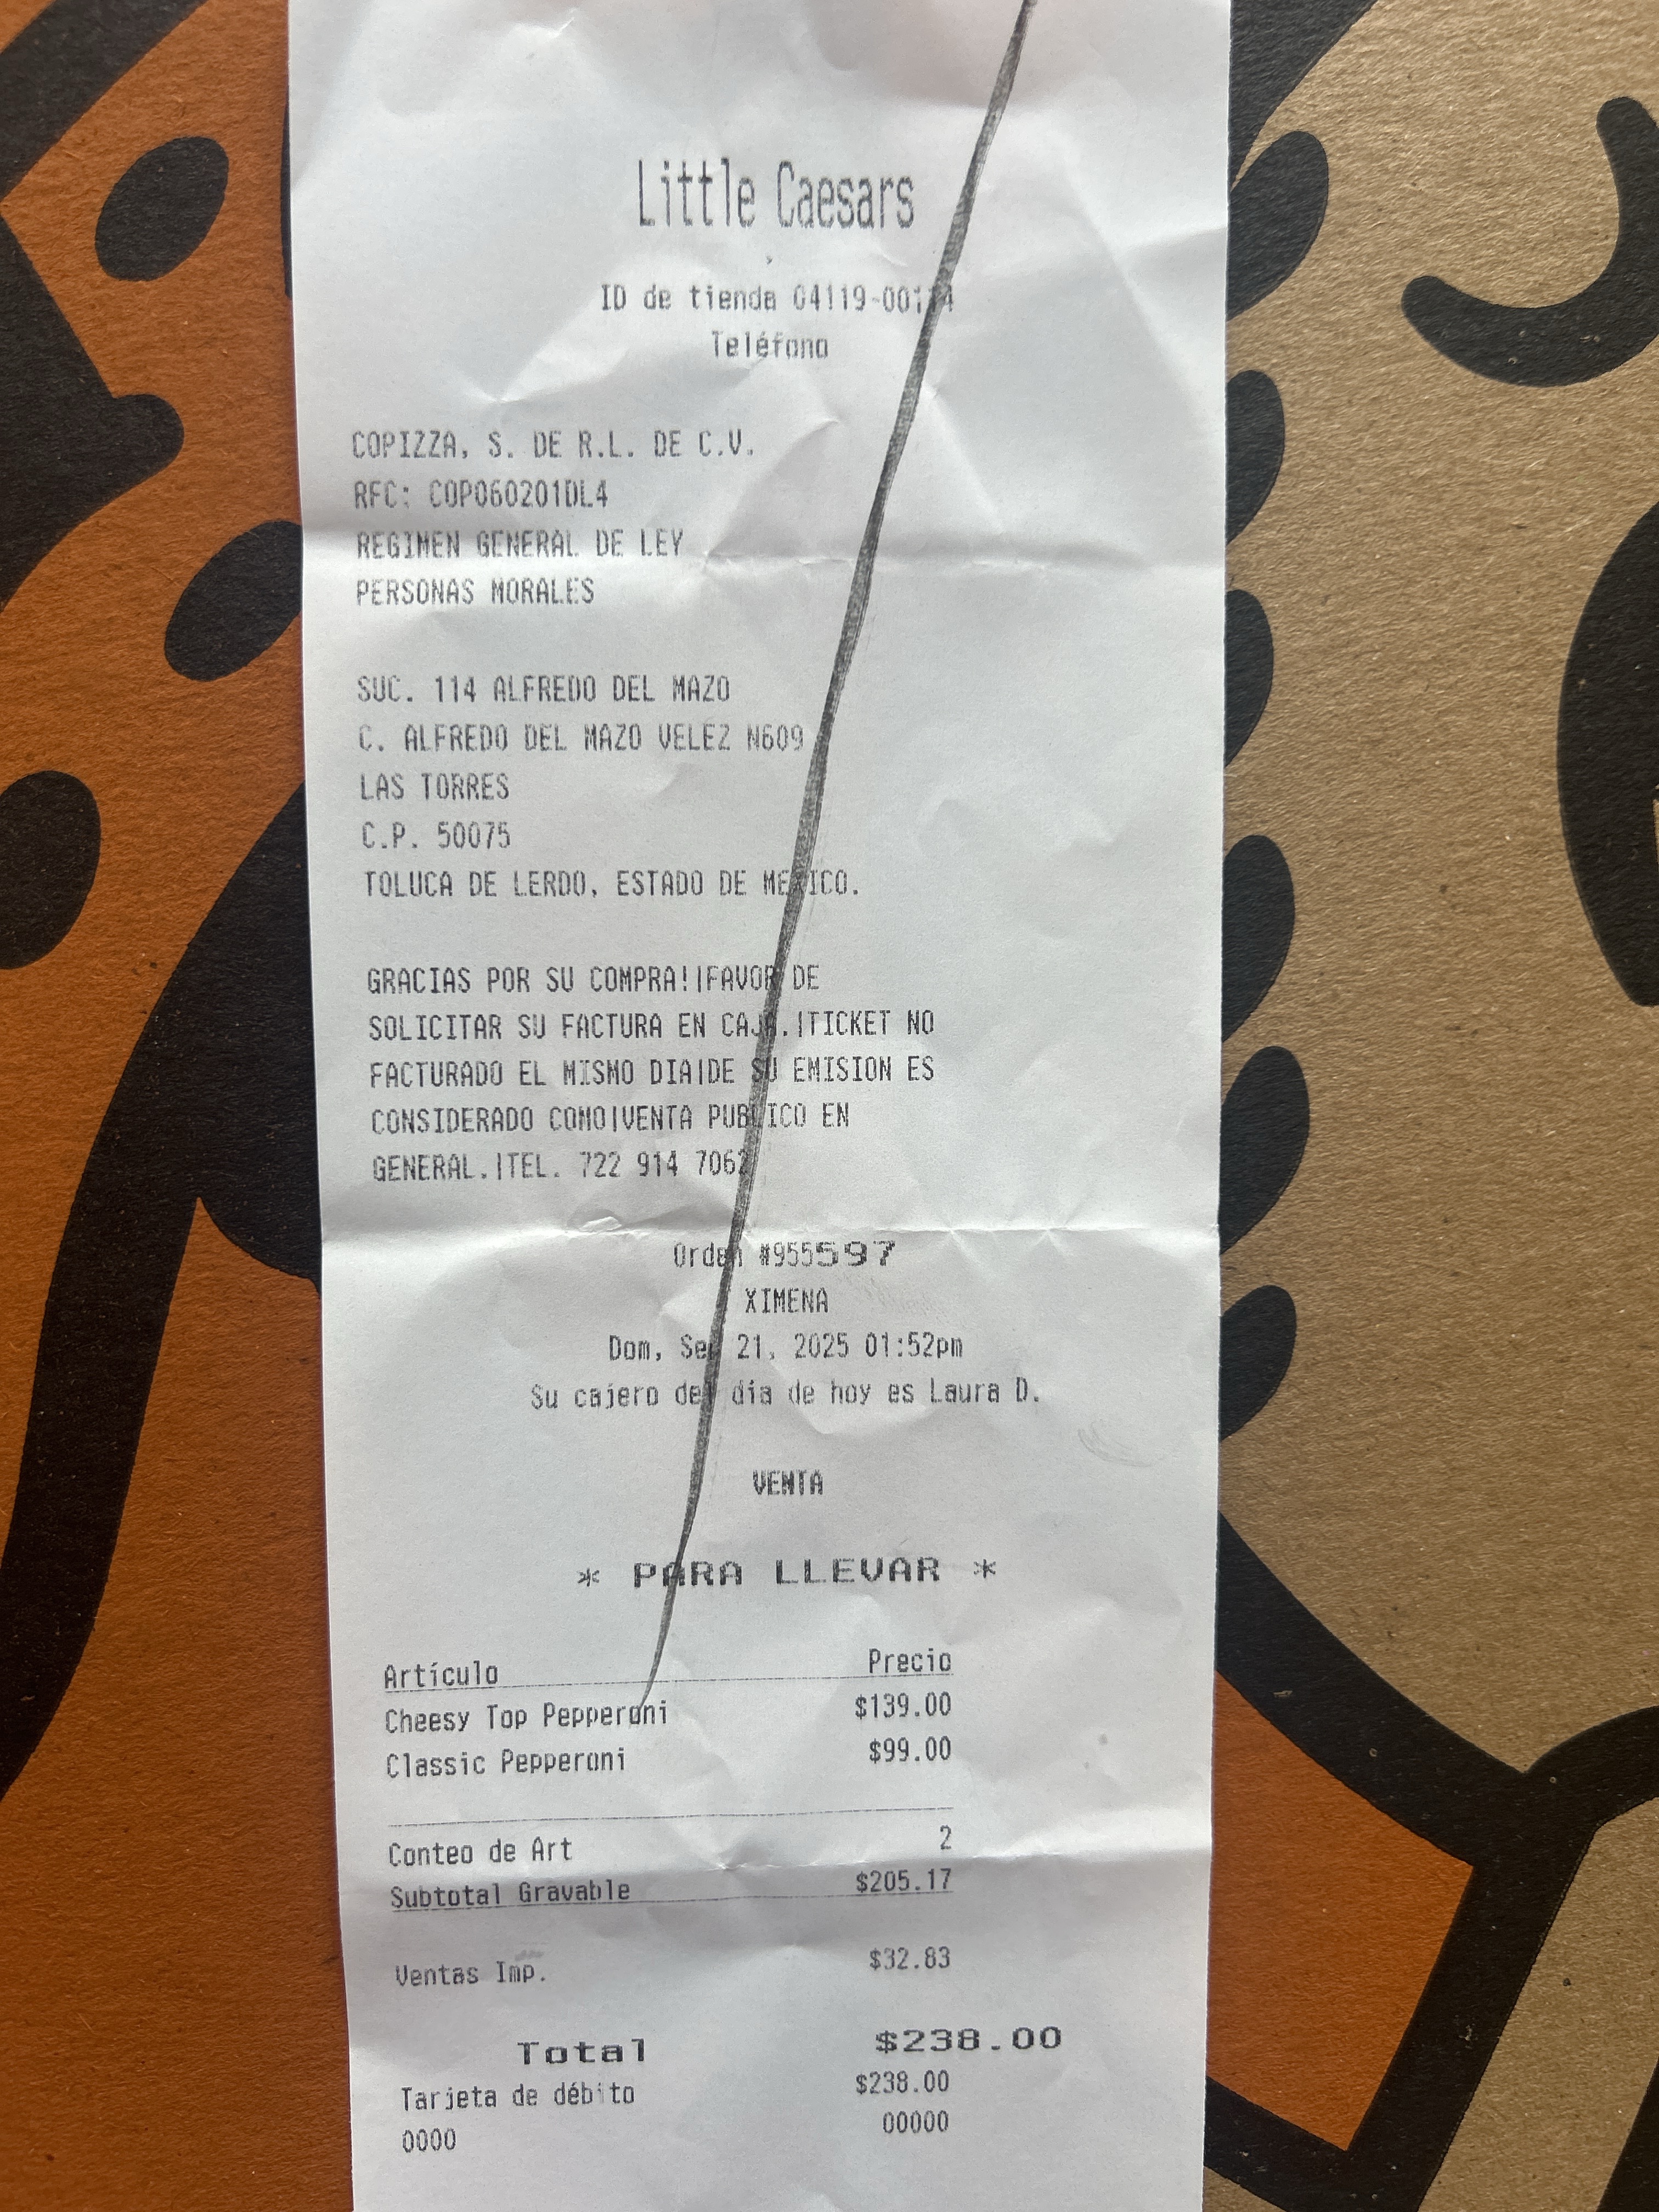 Little Caesars
ID de tienda 04119-00114
Teléfono
COPIZZA, S. DE R.L. DE C.V.
RFC: COP060201DL4
REGIMEN GENERAL DE LEY
PERSONAS MORALES
SUC. 114 ALFREDO DEL MAZO
C. ALFREDO DEL MAZO VELEZ N609
LAS TORRES
C.P. 50075
TOLUCA DE LERDO, ESTADO DE MEXICO.
GRACIAS POR SU COMPRA!|FAVOR DE
SOLICITAR SU FACTURA EN CAJA.|TICKET NO
FACTURADO EL MISMO DIA|DE SU EMISION ES
CONSIDERADO COMO|VENTA PUBLICO EN
GENERAL.|TEL. 722 914 7062
Orden #955597
XIMENA
Dom, Sep 21, 2025 01:52pm
Su cajero del día de hoy es Laura D.
VENTA
* PARA LLEVAR *
Artículo Precio
Cheesy Top Pepperoni $139.00
Classic Pepperoni $99.00
Conteo de Art 2
Subtotal Gravable $205.17
Ventas Imp. $32.83
Total $238.00
Tarjeta de débito $238.00
0000 00000